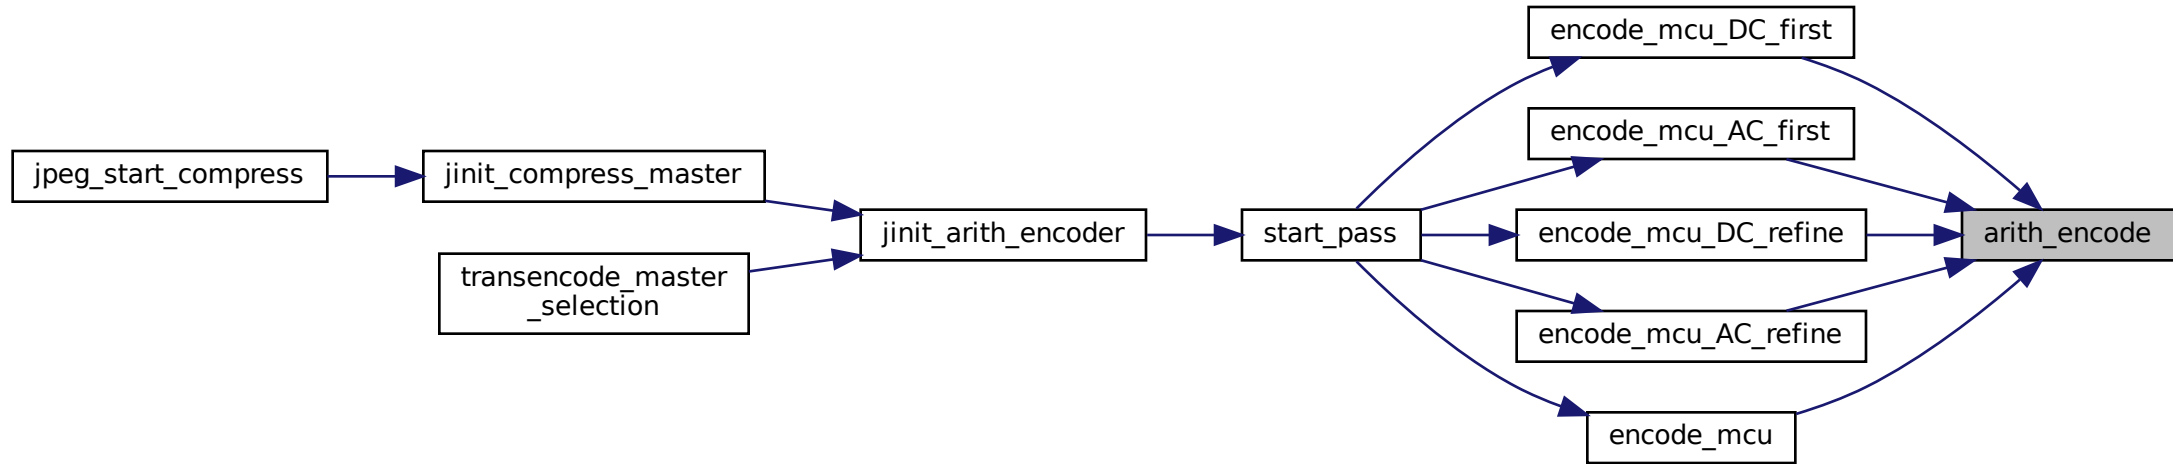 jpeg_start_compress
jinit_compress_master
transencode_master
_selection
jinit_arith_encoder
start_pass
encode_mcu_DC_first
encode_mcu_AC_first
encode_mcu_DC_refine
encode_mcu_AC_refine
encode_mcu
arith_encode